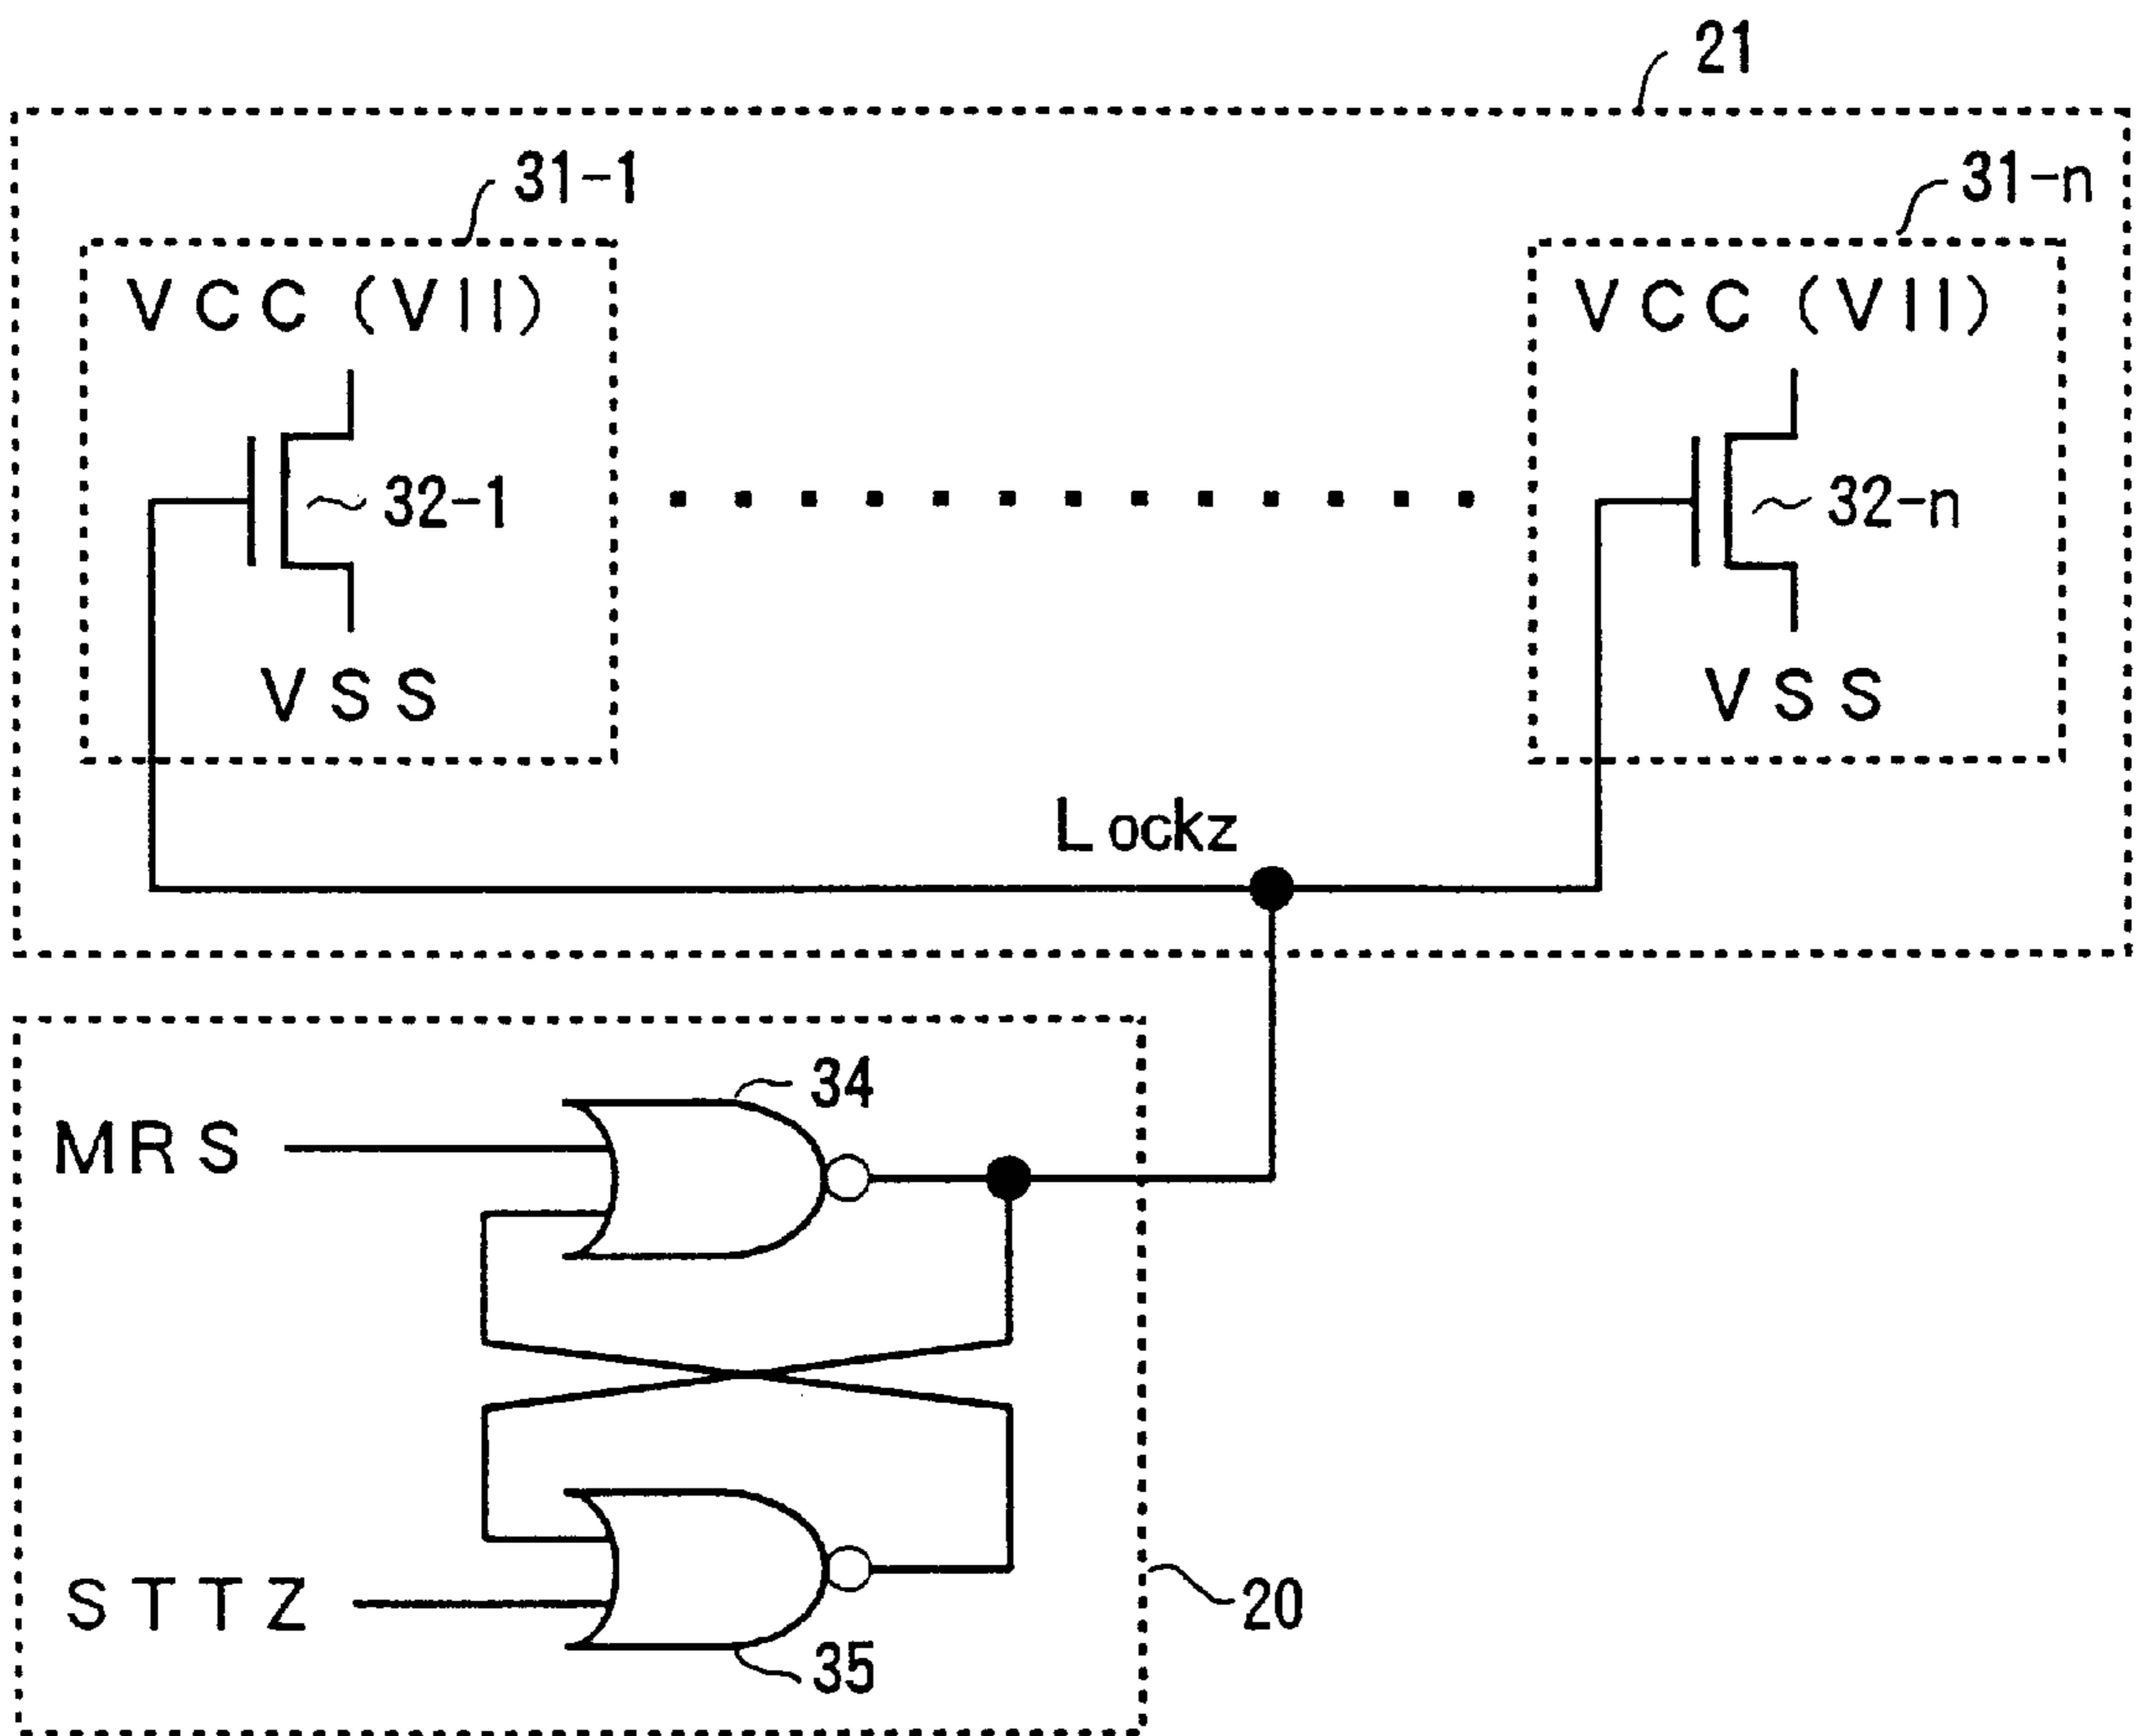 21
31-1
31-n
VCC (VII)
VCC (VII)
32-1
32-n
VSS
VSS
Lockz
34
MRS
STTZ
20
35